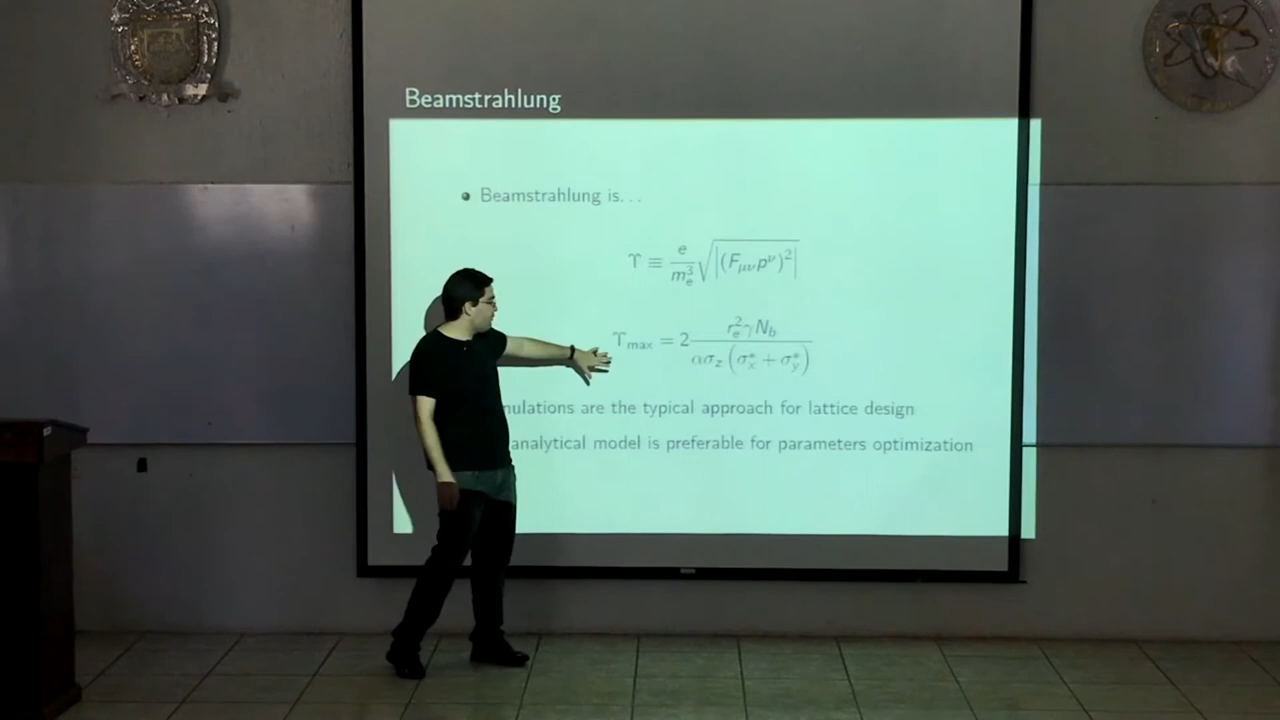 Beamstrahlung
Beamstrahlung is...
ϒ ≡ e/m_e^3 √|(F_μν p^ν)^2|
ϒ_max = 2 r_e^2 γ N_b / α σ_z (σ_x^* + σ_y^*)
are the typical approach for lattice design
analytical model is preferable for parameters optimization